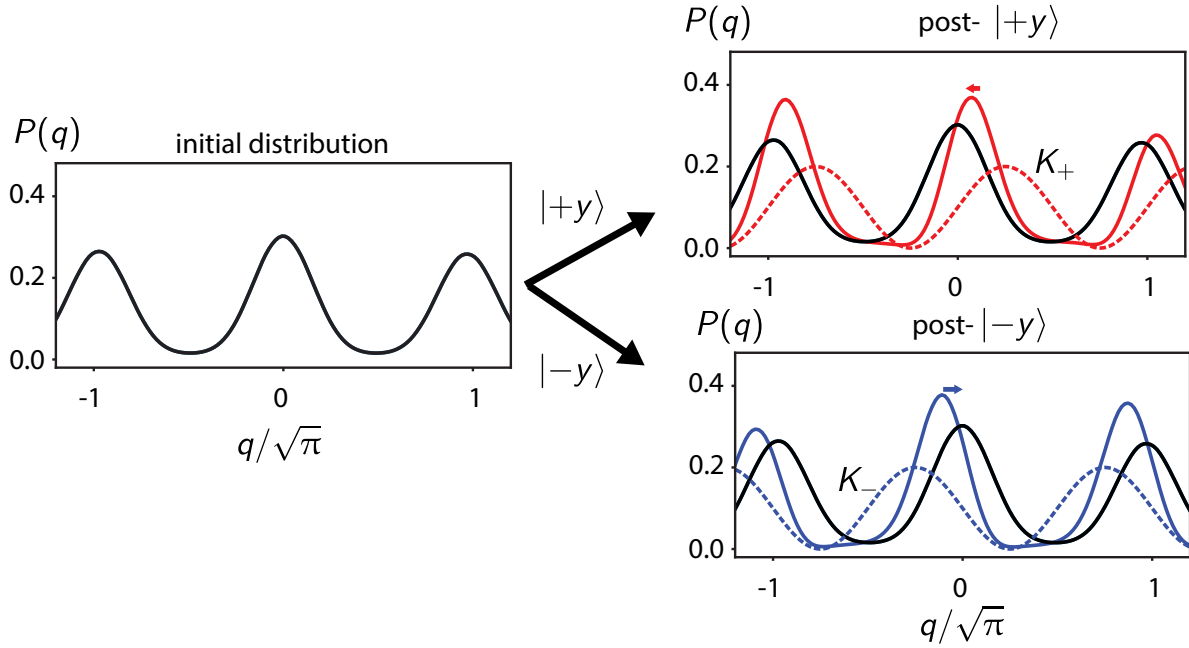 P(q)
initial distribution
0.4
0.2
0.0
-1
0
1
q/√π
|+y⟩
|−y⟩
P(q)
post- |+y⟩
0.4
0.2
0.0
K₊
-1
0
1
P(q)
post- |−y⟩
0.4
0.2
0.0
K₋
-1
0
1
q/√π